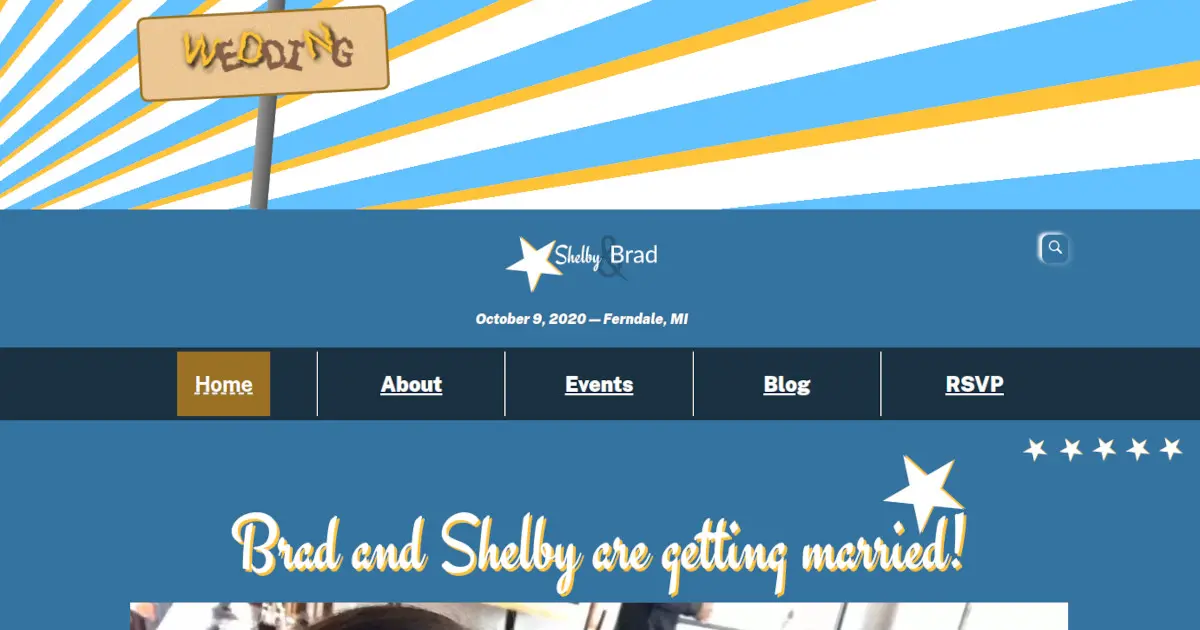 WEDDING
Shelby & Brad
October 9, 2020 — Ferndale, MI
Home About Events Blog RSVP
Brad and Shelby are getting married!